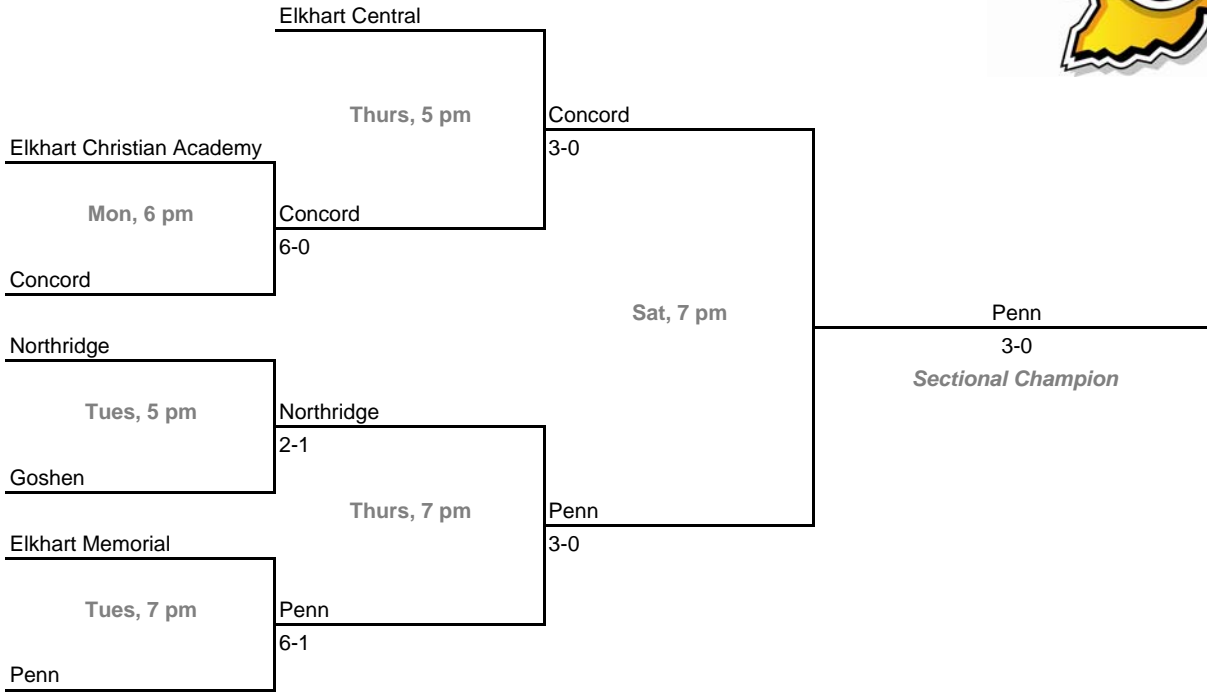 Elkhart Central
Thurs, 5 pm
Concord
Elkhart Christian Academy
3-0
Mon, 6 pm
Concord
6-0
Concord
Sat, 7 pm
Penn
Northridge
3-0
Sectional Champion
Tues, 5 pm
Northridge
2-1
Goshen
Thurs, 7 pm
Penn
Elkhart Memorial
3-0
Tues, 7 pm
Penn
6-1
Penn